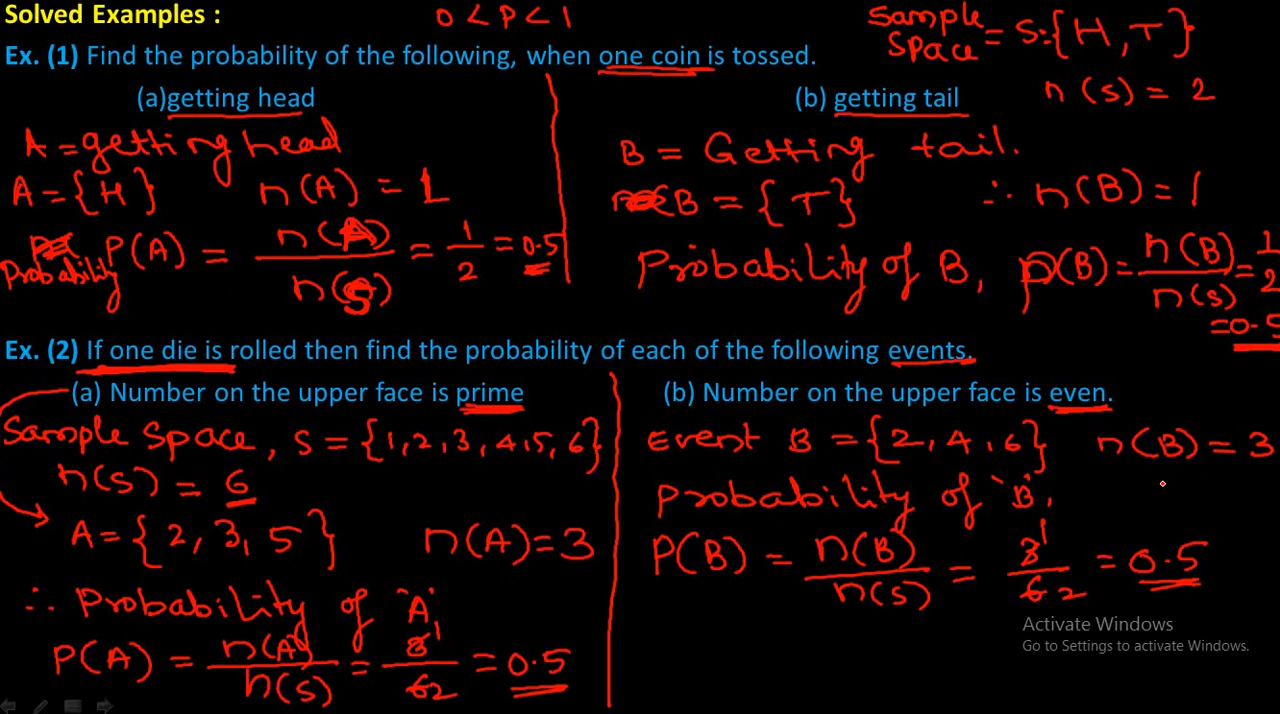 Solved Examples :
0 < P < 1
Sample Space = S:{H, T}
n(S) = 2
Ex. (1) Find the probability of the following, when one coin is tossed.
(a)getting head
A = getting head
A = {H} n(A) = 1
Probability P(A) = n(A)/n(S) = 1/2 = 0.5
(b) getting tail
B = Getting tail.
B = {T} ∴ n(B) = 1
Probability of B, P(B) = n(B)/n(S) = 1/2
= 0.5
Ex. (2) If one die is rolled then find the probability of each of the following events.
(a) Number on the upper face is prime
Sample Space, S = {1,2,3,4,5,6}
n(S) = 6
A = {2, 3, 5} n(A) = 3
∴ Probability of 'A',
P(A) = n(A)/n(S) = 3 1/6 2 = 0.5
(b) Number on the upper face is even.
Event B = {2, 4, 6} n(B) = 3
Probability of 'B',
P(B) = n(B)/n(S) = 3 1/6 2 = 0.5
Activate Windows
Go to Settings to activate Windows.